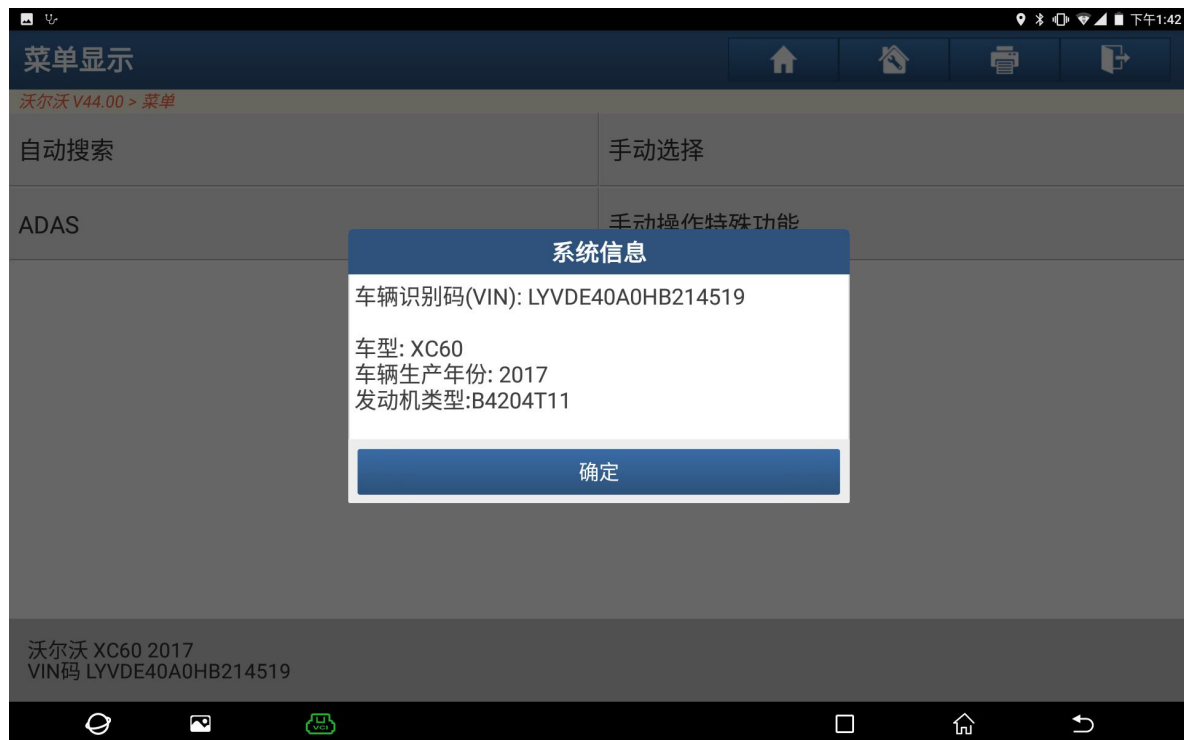 下午1:42
菜单显示
沃尔沃 V44.00 > 菜单
自动搜索
手动选择
ADAS
手动操作特殊功能
系统信息
车辆识别码(VIN): LYVDE40A0HB214519
车型: XC60
车辆生产年份: 2017
发动机类型:B4204T11
确定
沃尔沃 XC60 2017
VIN码 LYVDE40A0HB214519
VCI